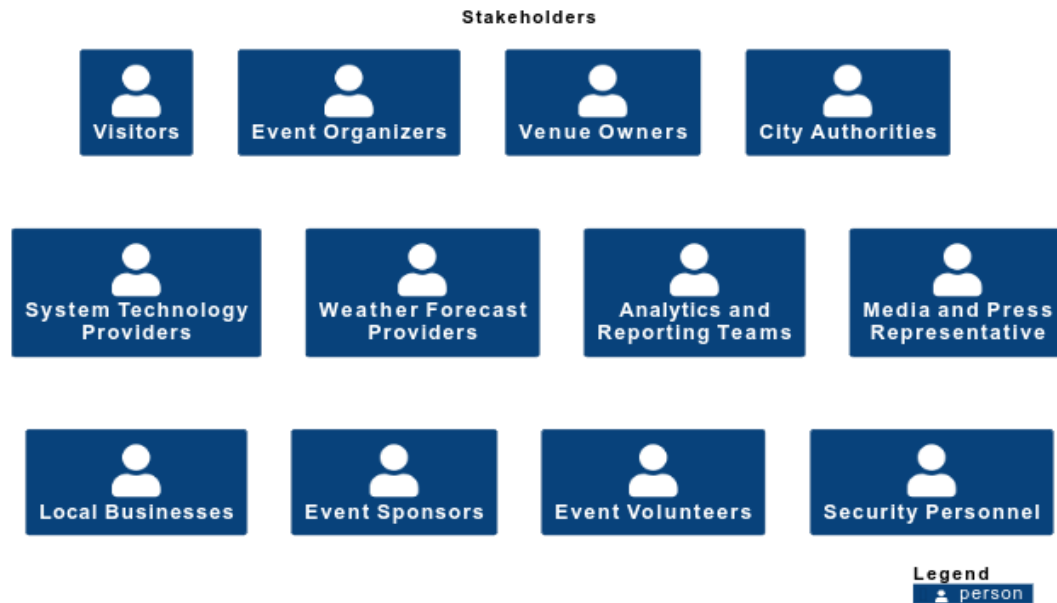 Stakeholders
Visitors
Event Organizers
Venue Owners
City Authorities
System Technology
Providers
Weather Forecast
Providers
Analytics and
Reporting Teams
Media and Press
Representative
Local Businesses
Event Sponsors
Event Volunteers
Security Personnel
Legend
person